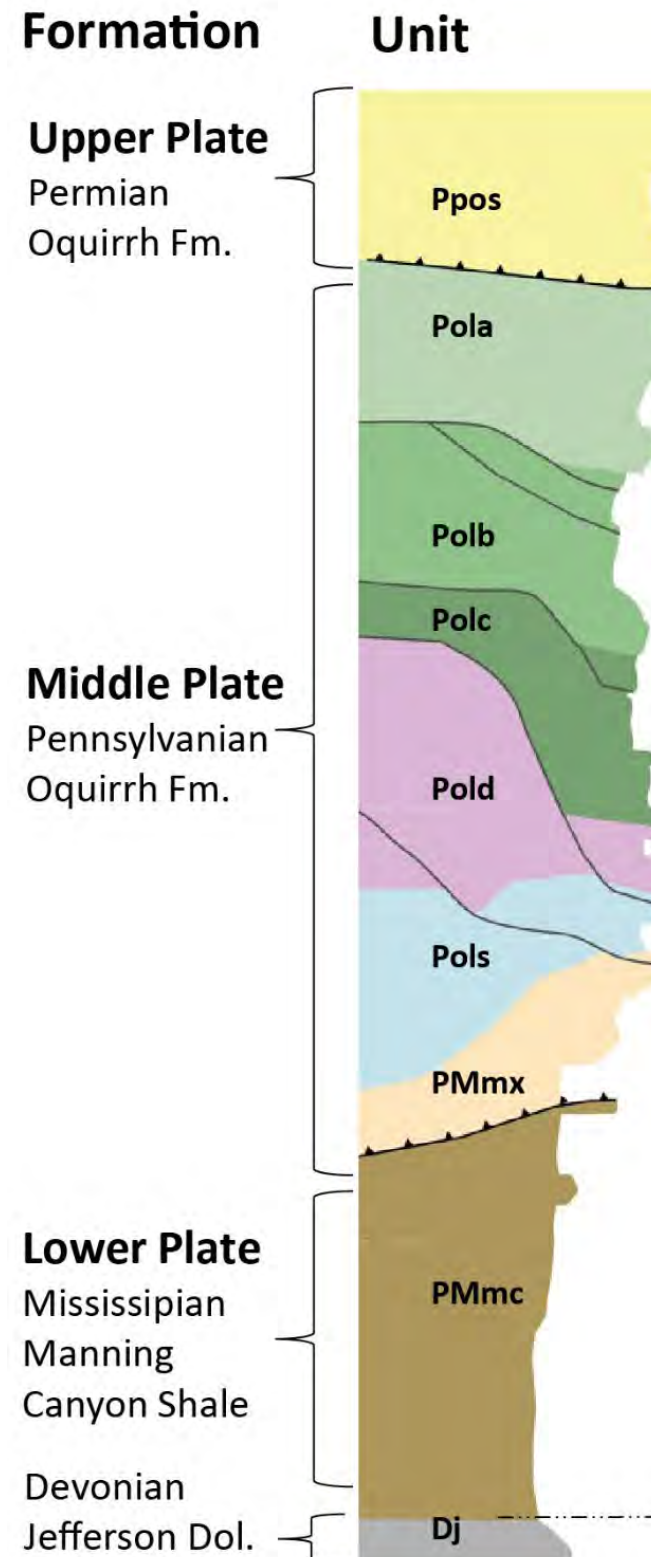 Formation Unit
Upper Plate
Permian
Oquirrh Fm.
Ppos
Pola
Polb
Polc
Middle Plate
Pennsylvanian
Oquirrh Fm.
Pold
Pols
PMmx
Lower Plate
Mississipian
Manning
Canyon Shale
PMmc
Devonian
Jefferson Dol.
Dj